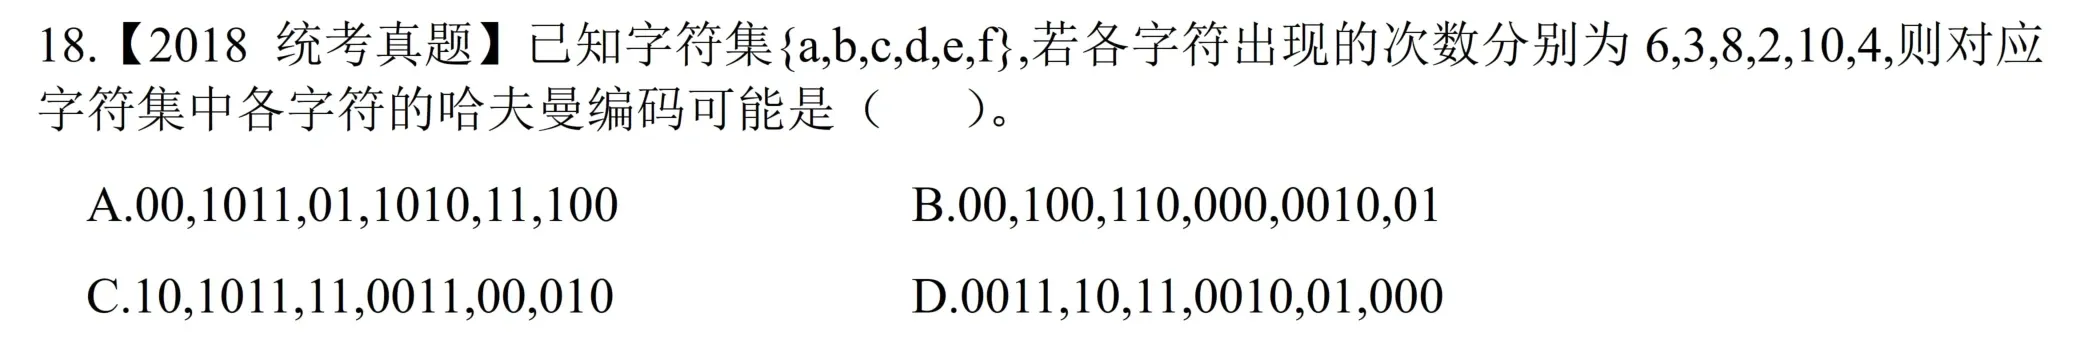 18.【2018 统考真题】已知字符集{a,b,c,d,e,f},若各字符出现的次数分别为 6,3,8,2,10,4,则对应
字符集中各字符的哈夫曼编码可能是（　　）。
A.00,1011,01,1010,11,100　　B.00,100,110,000,0010,01
C.10,1011,11,0011,00,010　　D.0011,10,11,0010,01,000